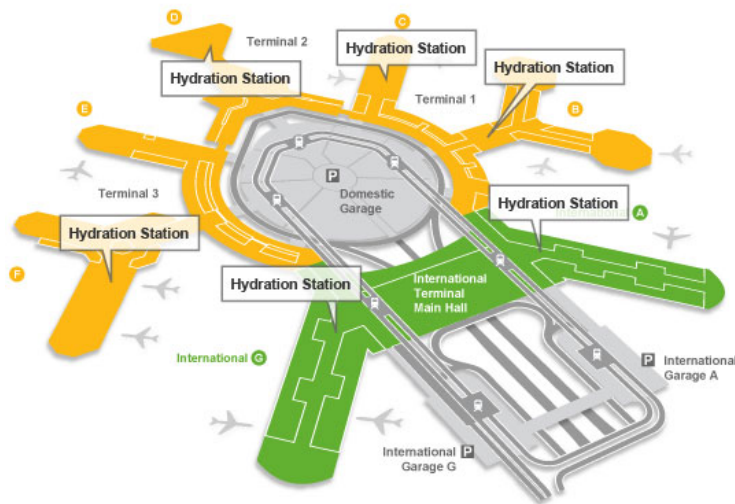 D
Terminal 2
C
Hydration Station
Hydration Station
Hydration Station
Terminal 1
B
E
P
Domestic
Garage
Terminal 3
Hydration Station
International A
Hydration Station
F
Hydration Station
International
Terminal
Main Hall
International G
P International
Garage A
International P
Garage G